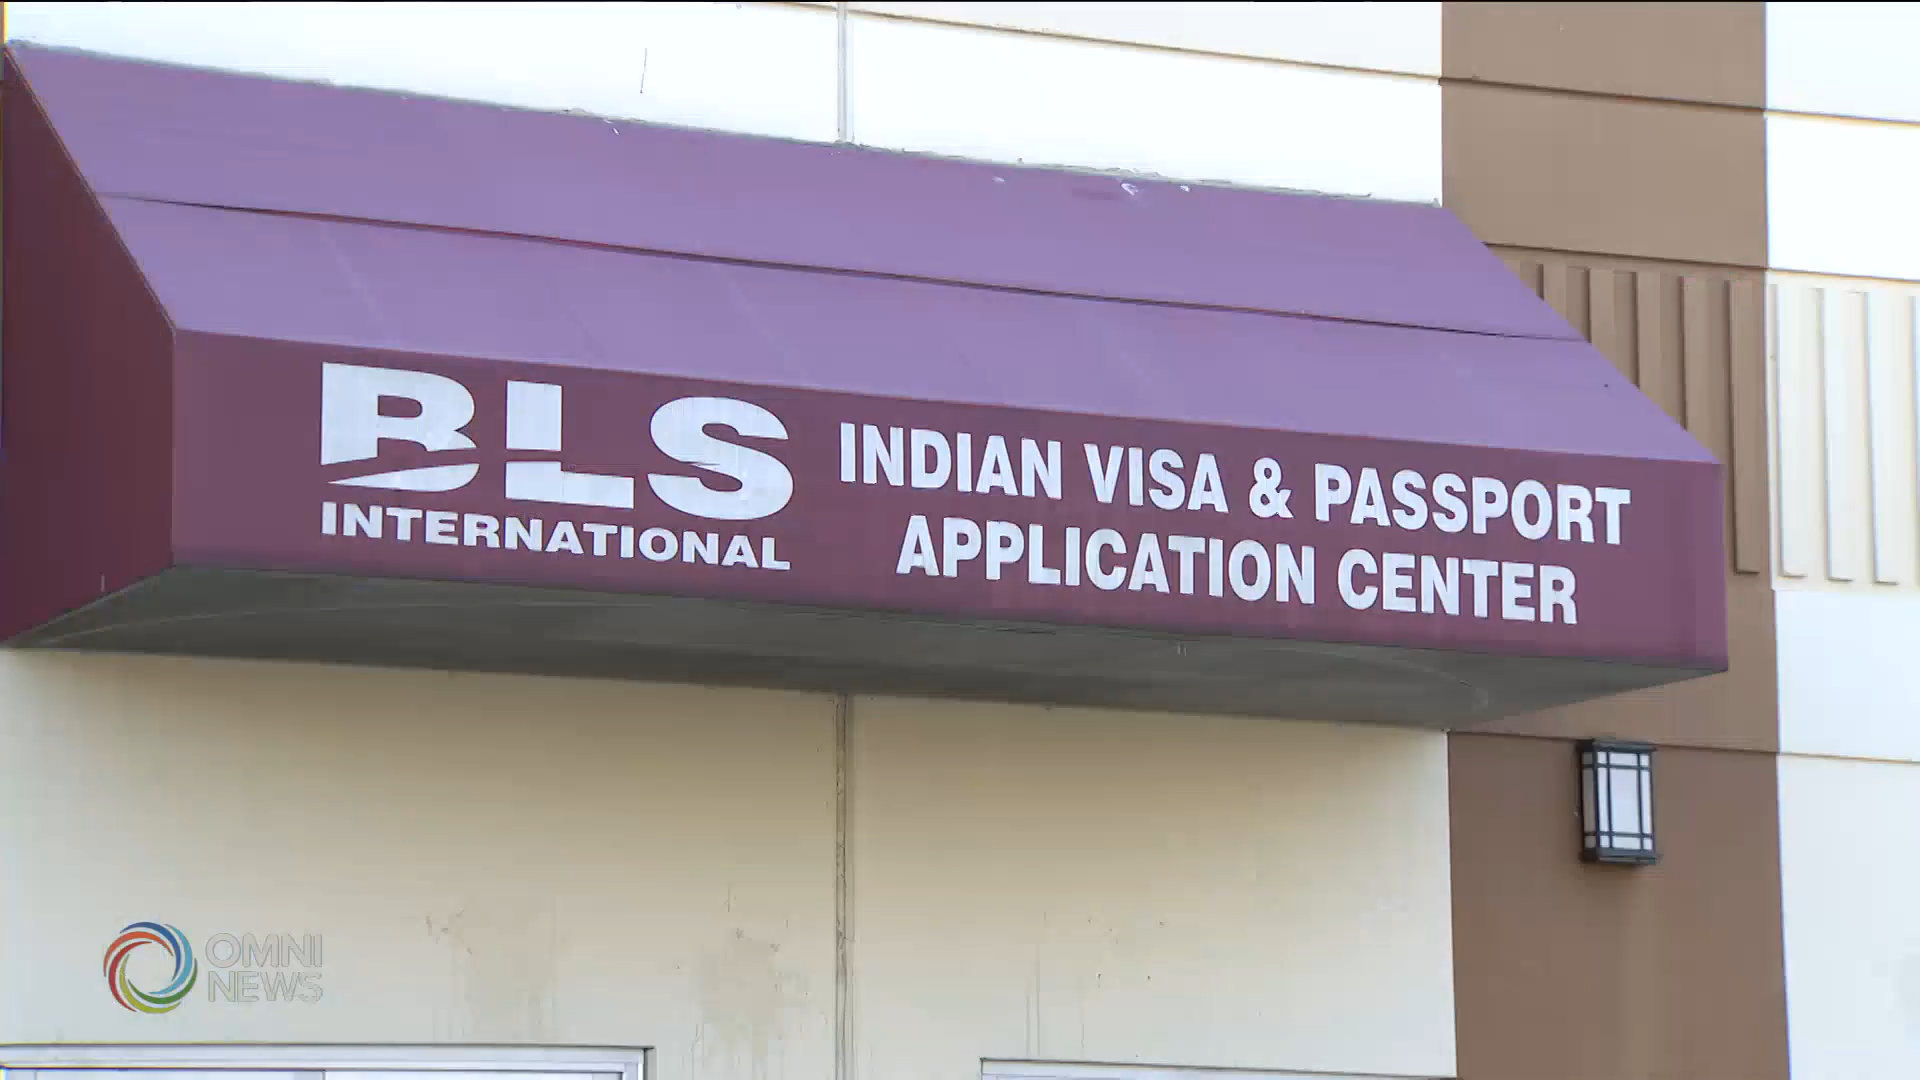 BLS
INTERNATIONAL
INDIAN VISA & PASSPORT
APPLICATION CENTER
OMNI
NEWS